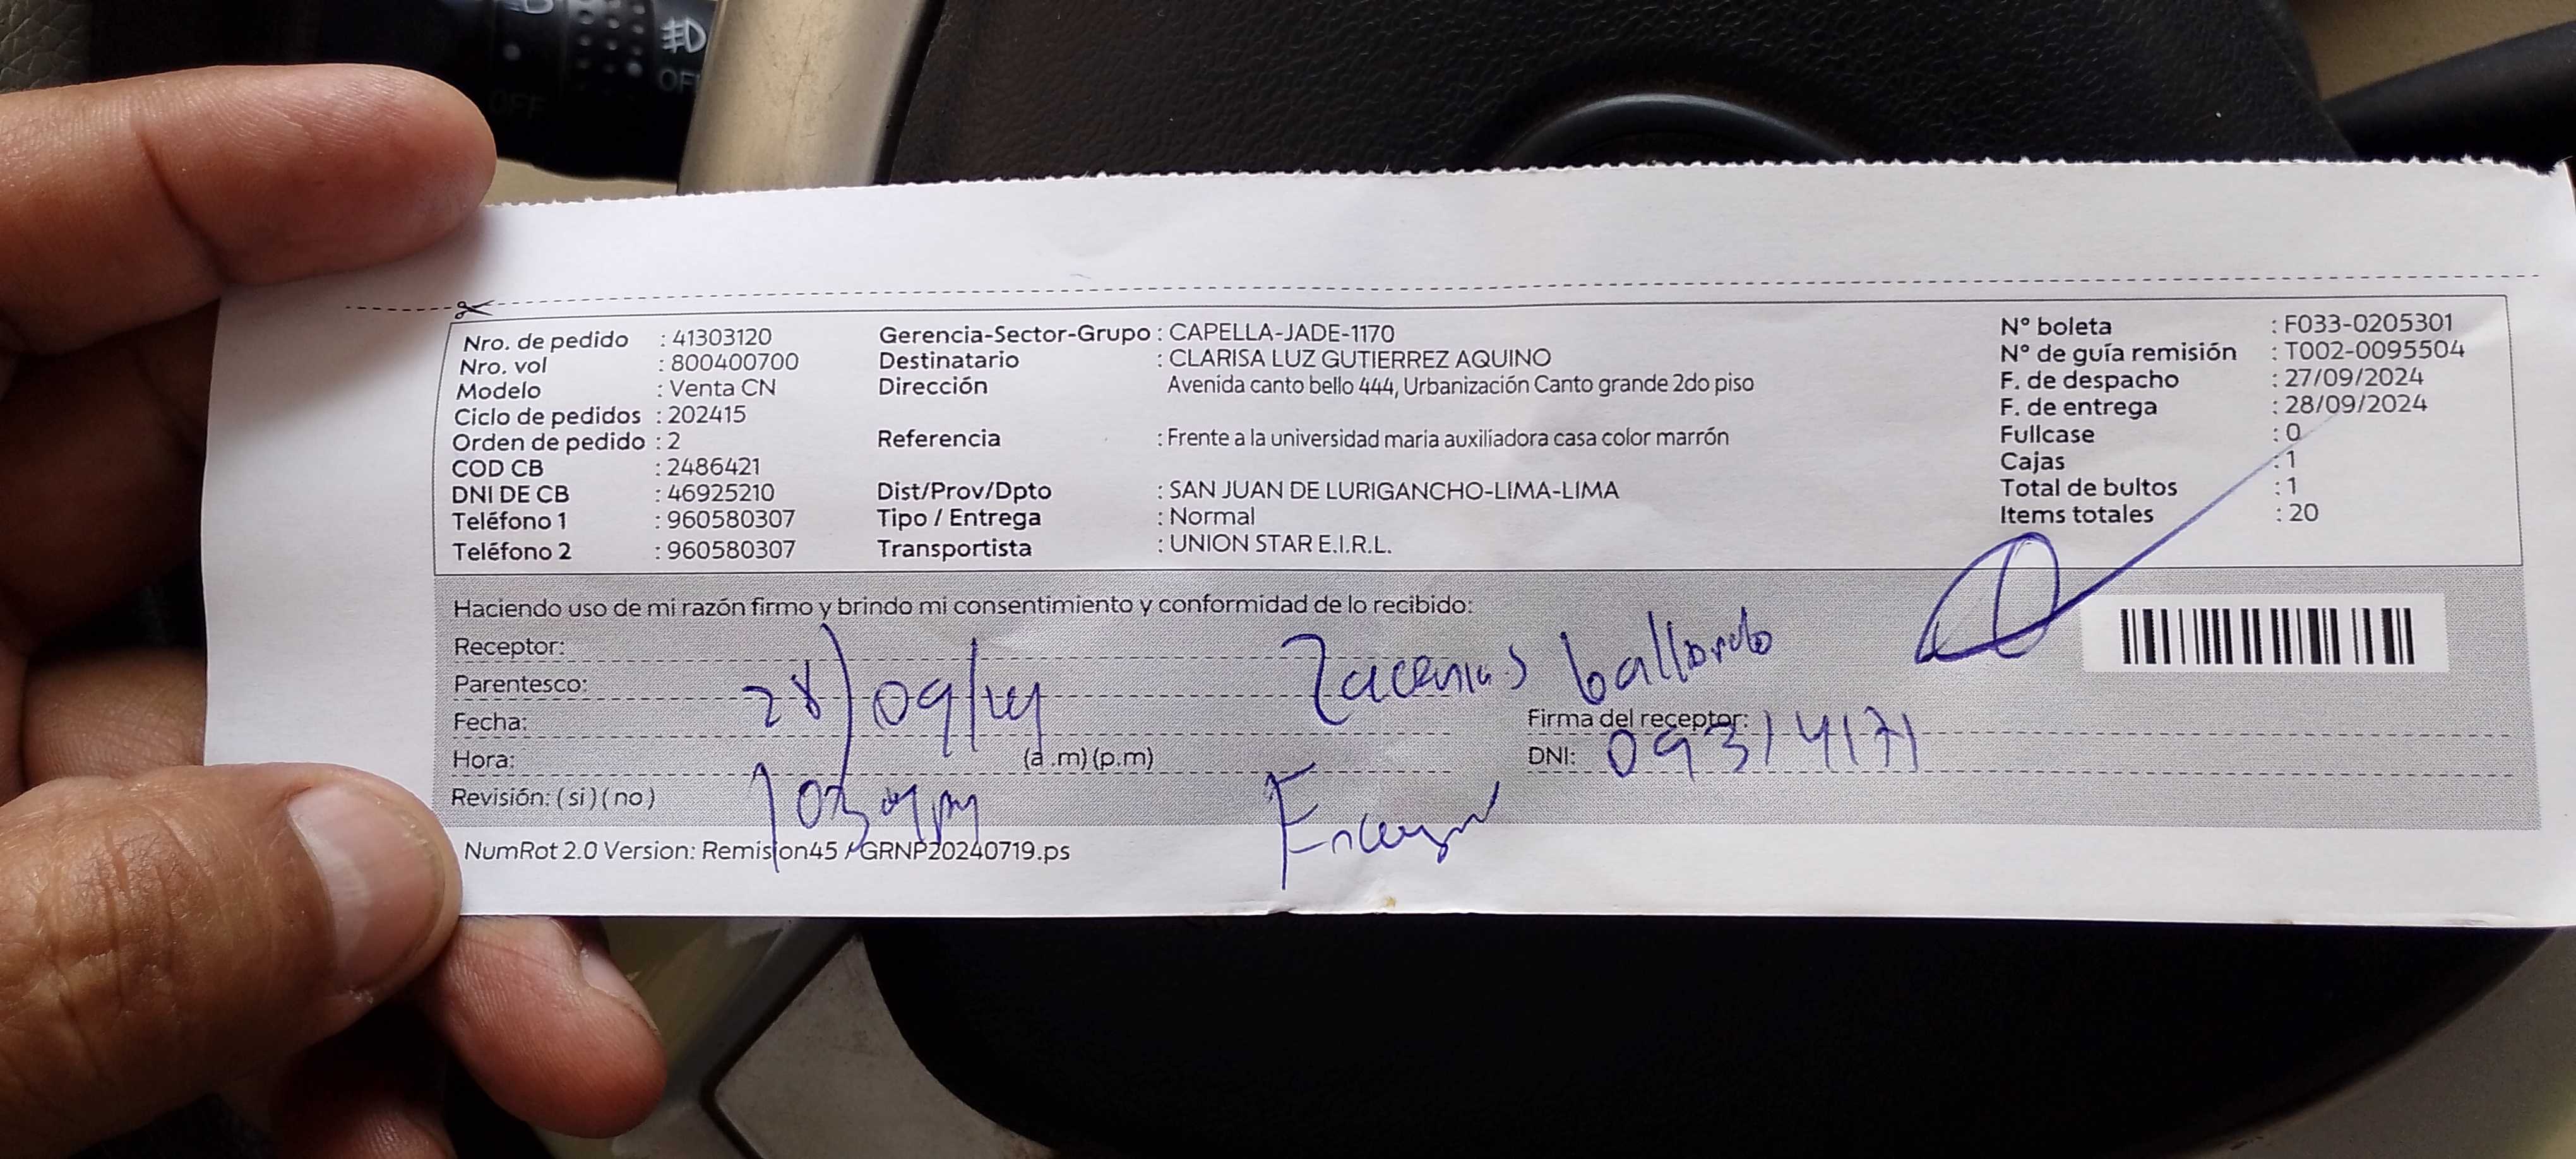 OFF
OFF
Nro. de pedido : 41303120
Nro. vol : 800400700
Modelo : Venta CN
Ciclo de pedidos : 202415
Orden de pedido : 2
COD CB : 2486421
DNI DE CB : 46925210
Teléfono 1 : 960580307
Teléfono 2 : 960580307
Gerencia-Sector-Grupo : CAPELLA-JADE-1170
Destinatario : CLARISA LUZ GUTIERREZ AQUINO
Dirección Avenida canto bello 444, Urbanización Canto grande 2do piso
Referencia : Frente a la universidad maria auxiliadora casa color marrón
Dist/Prov/Dpto : SAN JUAN DE LURIGANCHO-LIMA-LIMA
Tipo / Entrega : Normal
Transportista : UNION STAR E.I.R.L.
N° boleta : F033-0205301
N° de guía remisión : T002-0095504
F. de despacho : 27/09/2024
F. de entrega : 28/09/2024
Fullcase : 0
Cajas : 1
Total de bultos : 1
Items totales : 20
Haciendo uso de mi razón firmo y brindo mi consentimiento y conformidad de lo recibido:
Receptor:
Parentesco:
Fecha: 28/09/24
Hora: (a .m) (p.m)
Revisión: ( si ) ( no )
Firma del receptor:
DNI: 09314171
NumRot 2.0 Version: Remision45 / GRNP20240719.ps